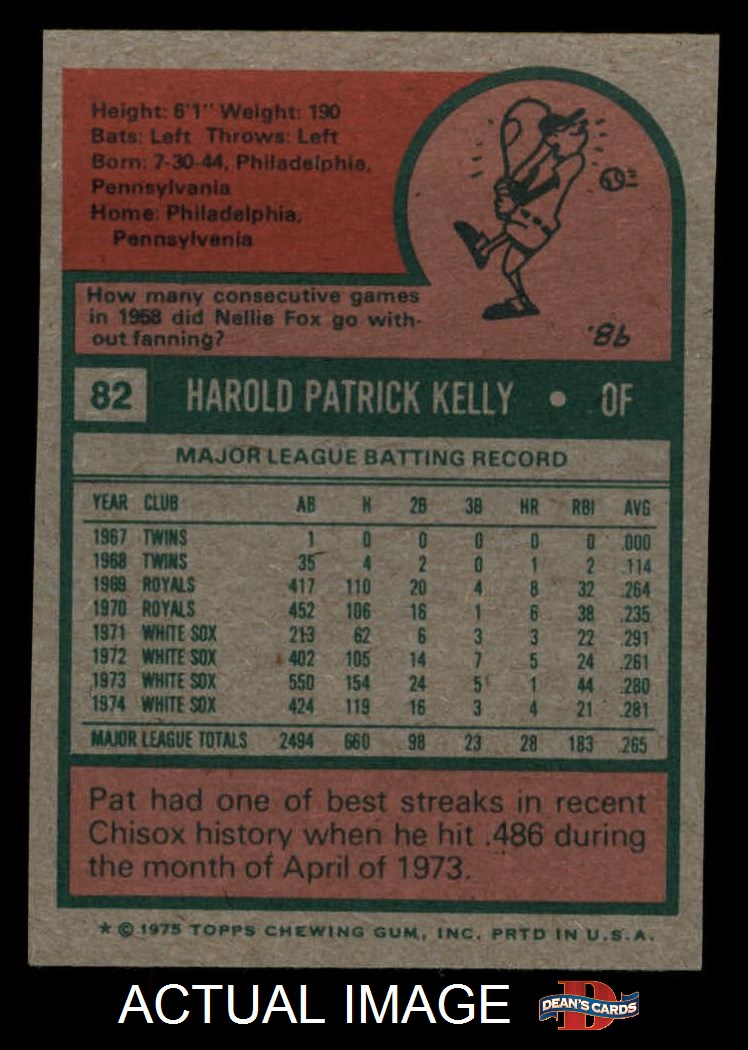 Height: 6'1" Weight: 190
Bats: Left Throws: Left
Born: 7-30-44, Philadelphia,
Pennsylvania
Home: Philadelphia,
Pennsylvania
How many consecutive games
in 1958 did Nellie Fox go with-
out fanning?
'86
82 HAROLD PATRICK KELLY • OF
MAJOR LEAGUE BATTING RECORD
YEAR CLUB AB H 2B 3B HR RBI AVG
1967 TWINS 1 0 0 0 0 0 .000
1968 TWINS 35 4 2 0 1 2 .114
1969 ROYALS 417 110 20 4 8 32 .264
1970 ROYALS 452 106 16 1 6 38 .235
1971 WHITE SOX 213 62 6 3 3 22 .291
1972 WHITE SOX 402 105 14 7 5 24 .261
1973 WHITE SOX 550 154 24 5 1 44 .280
1974 WHITE SOX 424 119 16 3 4 21 .281
MAJOR LEAGUE TOTALS 2494 660 98 23 28 183 .265
Pat had one of best streaks in recent
Chisox history when he hit .486 during
the month of April of 1973.
* © 1975 TOPPS CHEWING GUM, INC. PRTD IN U.S.A.
ACTUAL IMAGE
D
DEAN'S CARDS